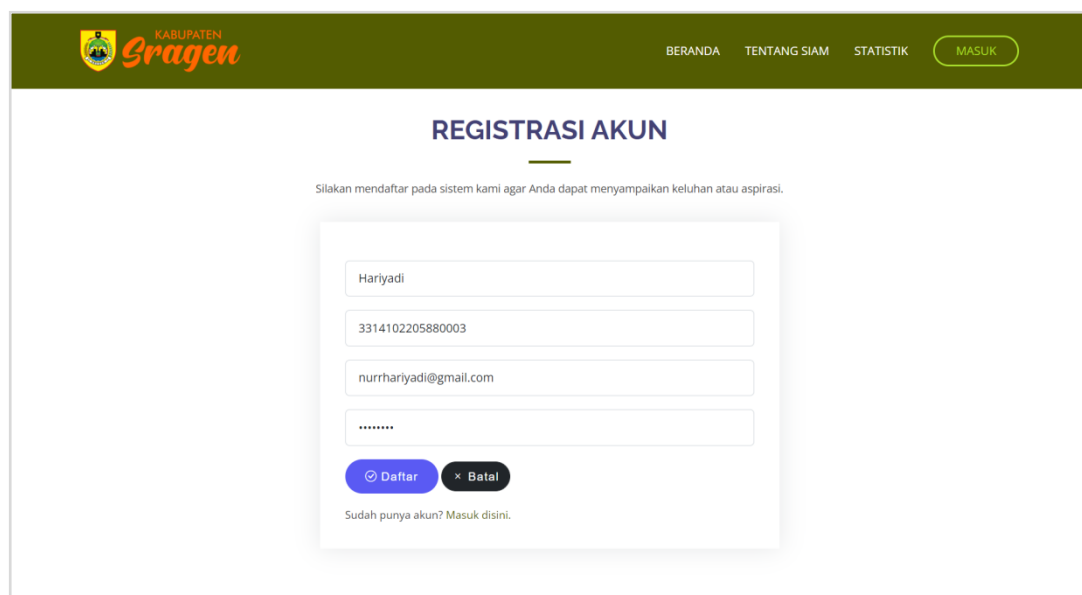 KABUPATEN
Sragen
BERANDA TENTANG SIAM STATISTIK MASUK
REGISTRASI AKUN
Silakan mendaftar pada sistem kami agar Anda dapat menyampaikan keluhan atau aspirasi.
Hariyadi
3314102205880003
nurrhariyadi@gmail.com
••••••••
Daftar × Batal
Sudah punya akun? Masuk disini.